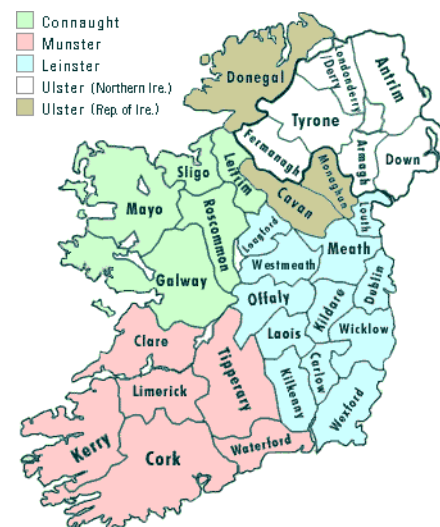 Connaught
Munster
Leinster
Ulster (Northern Ire.)
Ulster (Rep. of Ire.)
Donegal
Londonderry
/Derry
Antrim
Tyrone
Fermanagh
Armagh
Down
Monaghan
Cavan
Leitrim
Sligo
Mayo
Roscommon
Galway
Longford
Louth
Meath
Westmeath
Dublin
Offaly
Kildare
Wicklow
Laois
Carlow
Kilkenny
Wexford
Clare
Tipperary
Limerick
Kerry
Cork
Waterford